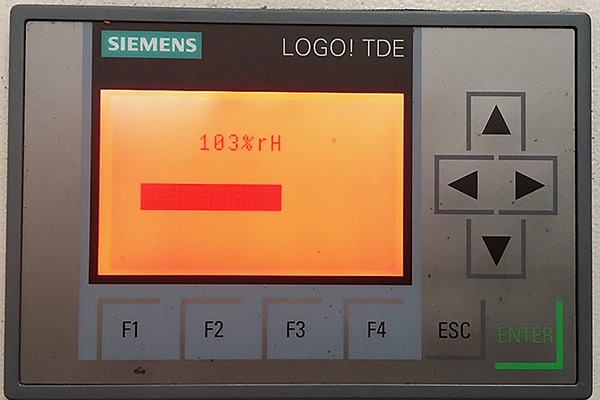 SIEMENS
LOGO! TDE
103%rH
F1
F2
F3
F4
ESC
ENTER